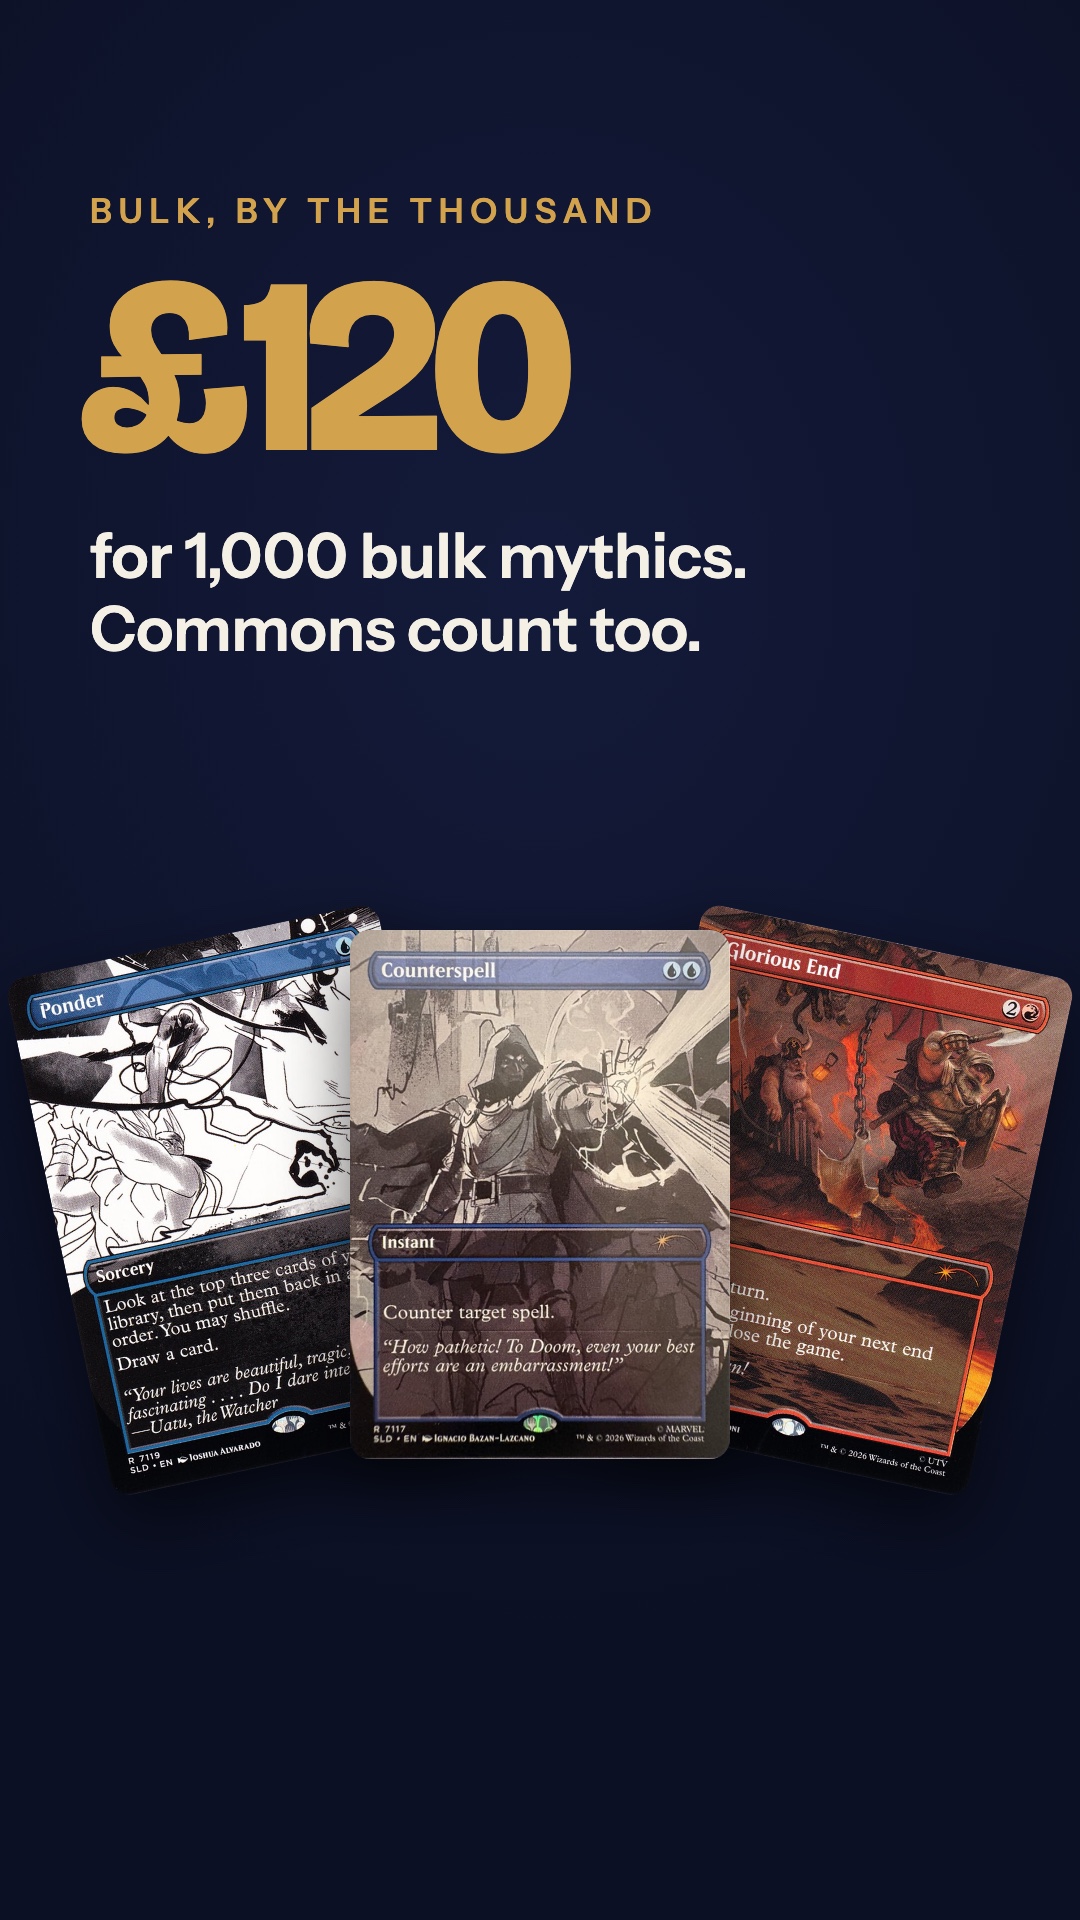 BULK, BY THE THOUSAND
£120
for 1,000 bulk mythics.
Commons count too.
Ponder
Sorcery
Look at the top three cards of
library, then put them back in
order. You may shuffle.
Draw a card.
“Your lives are beautiful, tragic.
fascinating . . . . Do I dare
—Uatu, the Watcher
R 7119
SLD • EN JOSHUA ALVARADO
™ & ©
Counterspell
Instant
Counter target spell.
“How pathetic! To Doom, even your best
efforts are an embarrassment!”
R 7117
SLD • EN IGNACIO BAZAN-LAZCANO
© MARVEL
™ & © 2026 Wizards of the Coast
Glorious End
2
turn.
of your next end
lose the game.
© UTV
™ & © 2026 Wizards of the Coast